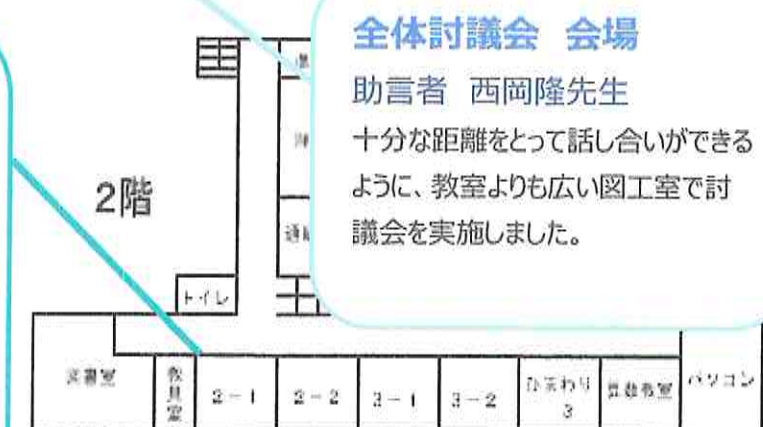 全体討議会 会場
助言者 西岡隆先生
十分な距離をとって話し合いができる
ように、教室よりも広い図工室で討
議会を実施しました。
2階
トイレ
図書室
教具室
2-1
2-2
3-1
3-2
ひまわり
3
算数教室
パソコン